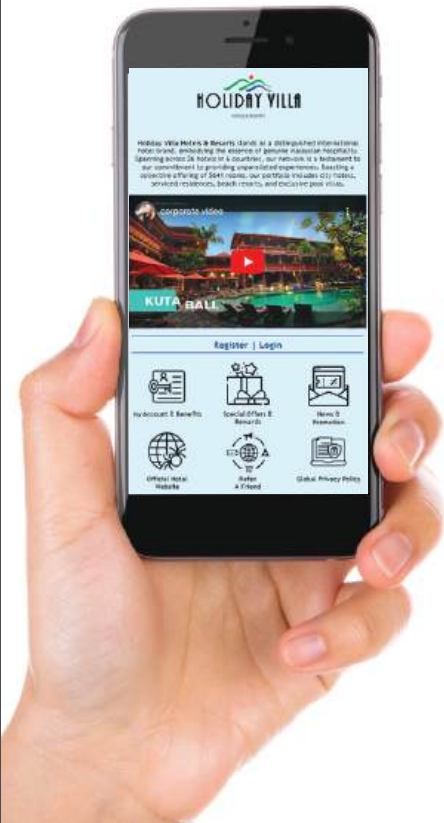 HOLIDAY VILLA
HOTELS & RESORTS
Holiday Villa Hotels & Resorts stands as a distinguished international
hotel brand, embodying the essence of genuine Malaysian hospitality.
Spanning across 26 hotels in 6 countries, our network is a testament to
our commitment to providing unparalleled experiences. Boasting a
collective offering of 5641 rooms, our portfolio includes city hotels,
serviced residences, beach resorts, and exclusive pool villas.
corporate video
KUTA BALI
Register | Login
My Account & Benefits
Special Offers &
Rewards
News &
Promotion
Official Hotel
Website
Refer
A Friend
Global Privacy Policy